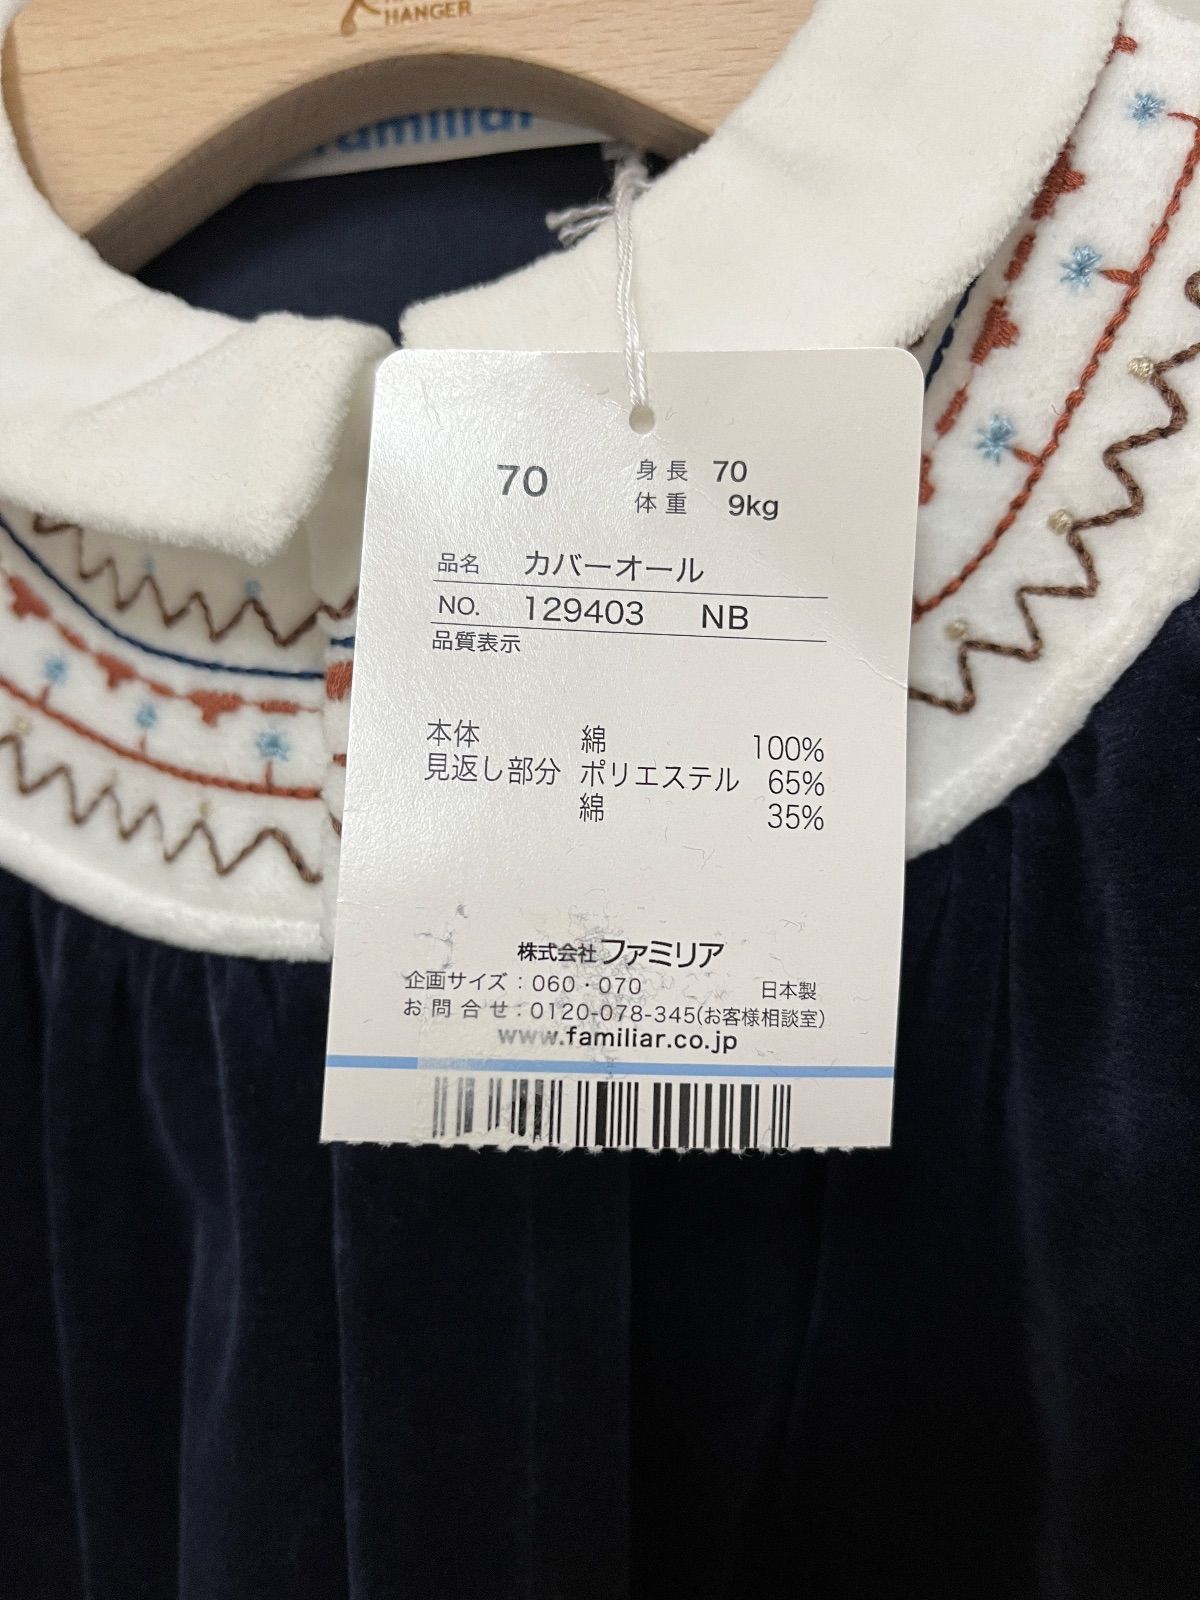 HANGER
familiar
70 身長 70
体重 9kg
品名 カバーオール
NO. 129403 NB
品質表示
本体 綿 100%
見返し部分 ポリエステル 65%
綿 35%
株式会社ファミリア
企画サイズ：060・070 日本製
お問合せ：0120-078-345(お客様相談室)
www.familiar.co.jp